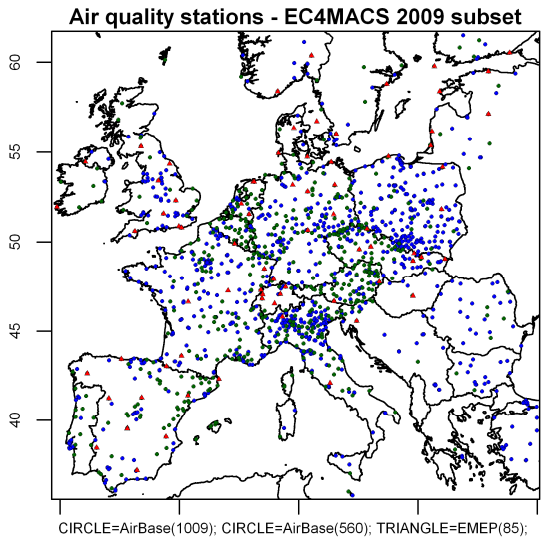 Air quality stations - EC4MACS 2009 subset
60
55
50
45
40
CIRCLE=AirBase(1009); CIRCLE=AirBase(560); TRIANGLE=EMEP(85);